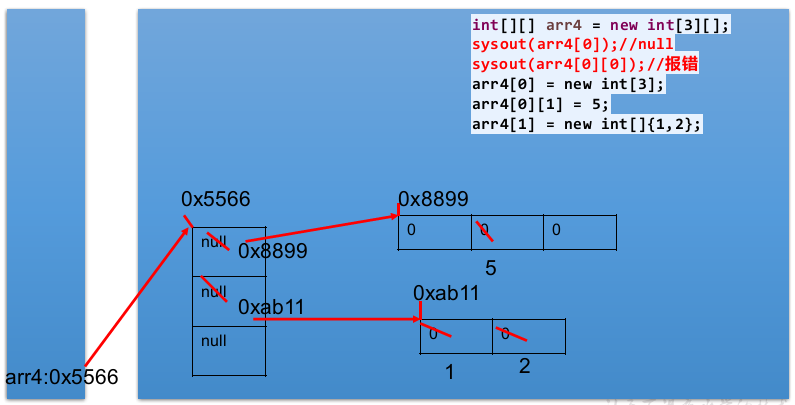 int[][] arr4 = new int[3][];
sysout(arr4[0]);//null
sysout(arr4[0][0]);//报错
arr4[0] = new int[3];
arr4[0][1] = 5;
arr4[1] = new int[]{1,2};
0x5566
0x8899
null
0x8899
0
0
0
5
null
0xab11
0xab11
null
0
0
1
2
arr4:0x5566